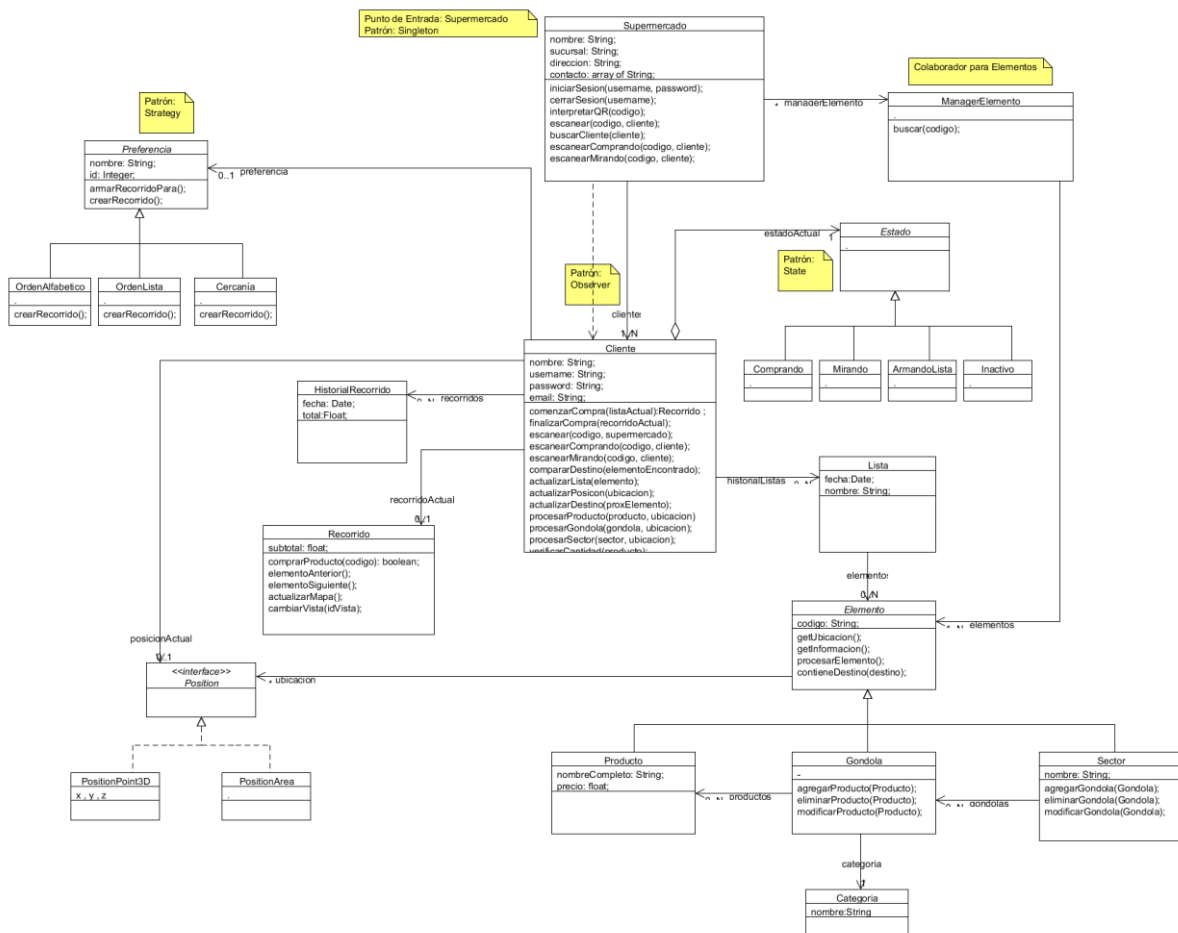 Punto de Entrada: Supermercado
Patrón: Singleton
Supermercado
nombre: String;
sucursal: String;
direccion: String;
contacto: array of String;
iniciarSesion(username, password);
cerrarSesion(username);
interpretarQR(codigo);
escanear(codigo, cliente);
buscarCliente(cliente);
escanearComprando(codigo, cliente);
escanearMirando(codigo, cliente);
managerElemento
Colaborador para Elementos
ManagerElemento
buscar(codigo);
Patrón:
Strategy
Preferencia
nombre: String;
id: Integer;
armarRecorridoPara();
crearRecorrido();
0..1 preferencia
OrdenAlfabetico
crearRecorrido();
OrdenLista
crearRecorrido();
Cercanía
crearRecorrido();
Patrón:
Observer
clientes
estadoActual
Estado
Patrón:
State
Comprando
Mirando
ArmandoLista
Inactivo
Cliente
nombre: String;
username: String;
password: String;
email: String;
comenzarCompra(listaActual):Recorrido ;
finalizarCompra(recorridoActual);
escanear(codigo, supermercado);
escanearComprando(codigo, cliente);
escanearMirando(codigo, cliente);
compararDestino(elementoEncontrado);
actualizarLista(elemento);
actualizarPosicon(ubicacion);
actualizarDestino(proxElemento);
procesarProducto(producto, ubicacion)
procesarGondola(gondola, ubicacion);
procesarSector(sector, ubicacion);
verificarCantidad(producto);
HistorialRecorrido
fecha: Date;
total:Float;
recorridos
recorridoActual
0..1
Recorrido
subtotal: float;
comprarProducto(codigo): boolean;
elementoAnterior();
elementoSiguiente();
actualizarMapa();
cambiarVista(idVista);
historialListas
Lista
fecha:Date;
nombre: String;
elementos
Elemento
codigo: String;
getUbicacion();
getInformacion();
procesarElemento();
contieneDestino(destino);
elementos
posicionActual
0..1
<<interface>>
Position
ubicacion
PositionPoint3D
x , y , z
PositionArea
Producto
nombreCompleto: String;
precio: float;
productos
Gondola
-
agregarProducto(Producto);
eliminarProducto(Producto);
modificarProducto(Producto);
gondolas
Sector
nombre: String;
agregarGondola(Gondola);
eliminarGondola(Gondola);
modificarGondola(Gondola);
categoria
Categoria
nombre:String